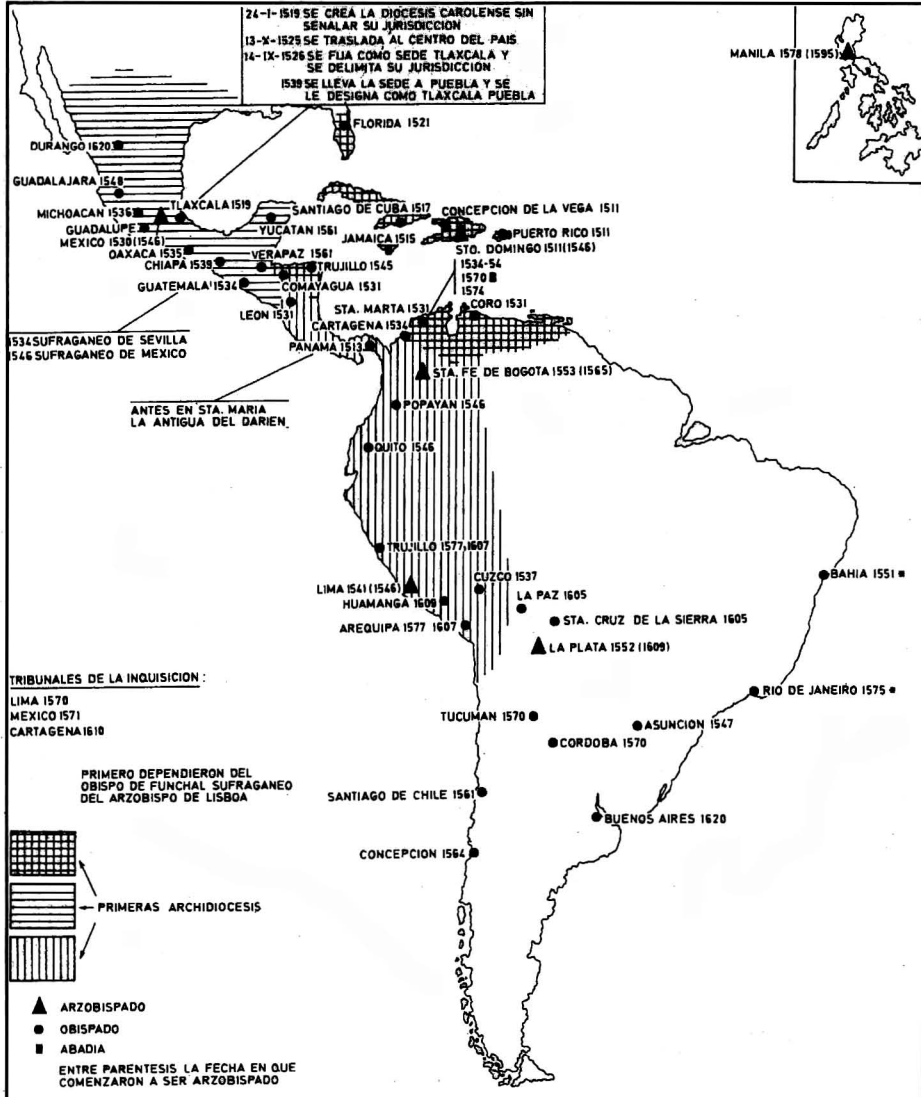 24-I-1519 SE CREA LA DIOCESIS CAROLENSE SIN
SEÑALAR SU JURISDICCION
13-X-1525 SE TRASLADA AL CENTRO DEL PAIS
14-IX-1526 SE FIJA COMO SEDE TLAXCALA Y
SE DELIMITA SU JURISDICCION
1539 SE LLEVA LA SEDE A PUEBLA Y SE
LE DESIGNA COMO TLAXCALA PUEBLA
MANILA 1578 (1595)
FLORIDA 1521
DURANGO 1620
GUADALAJARA 1548
MICHOACAN 1536
TLAXCALA 1519
GUADALUPE
MEXICO 1530 (1546)
YUCATAN 1561
SANTIAGO DE CUBA 1517
CONCEPCION DE LA VEGA 1511
JAMAICA 1515
PUERTO RICO 1511
STO. DOMINGO 1511 (1546)
1534-54
1570
1574
OAXACA 1535
CHIAPA 1539
VERAPAZ 1561
TRUJILLO 1545
GUATEMALA 1534
COMAYAGUA 1531
LEON 1531
STA. MARTA 1531
CORO 1531
CARTAGENA 1534
PANAMA 1513
1534 SUFRAGANEO DE SEVILLA
1546 SUFRAGANEO DE MEXICO
STA. FE DE BOGOTA 1553 (1565)
ANTES EN STA. MARIA
LA ANTIGUA DEL DARIEN
POPAYAN 1546
QUITO 1546
TRUJILLO 1577, 1607
LIMA 1541 (1546)
CUZCO 1537
HUAMANGA 1609
LA PAZ 1605
BAHIA 1551
AREQUIPA 1577 1607
STA. CRUZ DE LA SIERRA 1605
LA PLATA 1552 (1609)
TRIBUNALES DE LA INQUISICION:
LIMA 1570
MEXICO 1571
CARTAGENA 1610
RIO DE JANEIRO 1575
TUCUMAN 1570
ASUNCION 1547
CORDOBA 1570
PRIMERO DEPENDIERON DEL
OBISPO DE FUNCHAL SUFRAGANEO
DEL ARZOBISPO DE LISBOA
SANTIAGO DE CHILE 1561
BUENOS AIRES 1620
CONCEPCION 1564
PRIMERAS ARCHIDIOCESIS
ARZOBISPADO
OBISPADO
ABADIA
ENTRE PARENTESIS LA FECHA EN QUE
COMENZARON A SER ARZOBISPADO